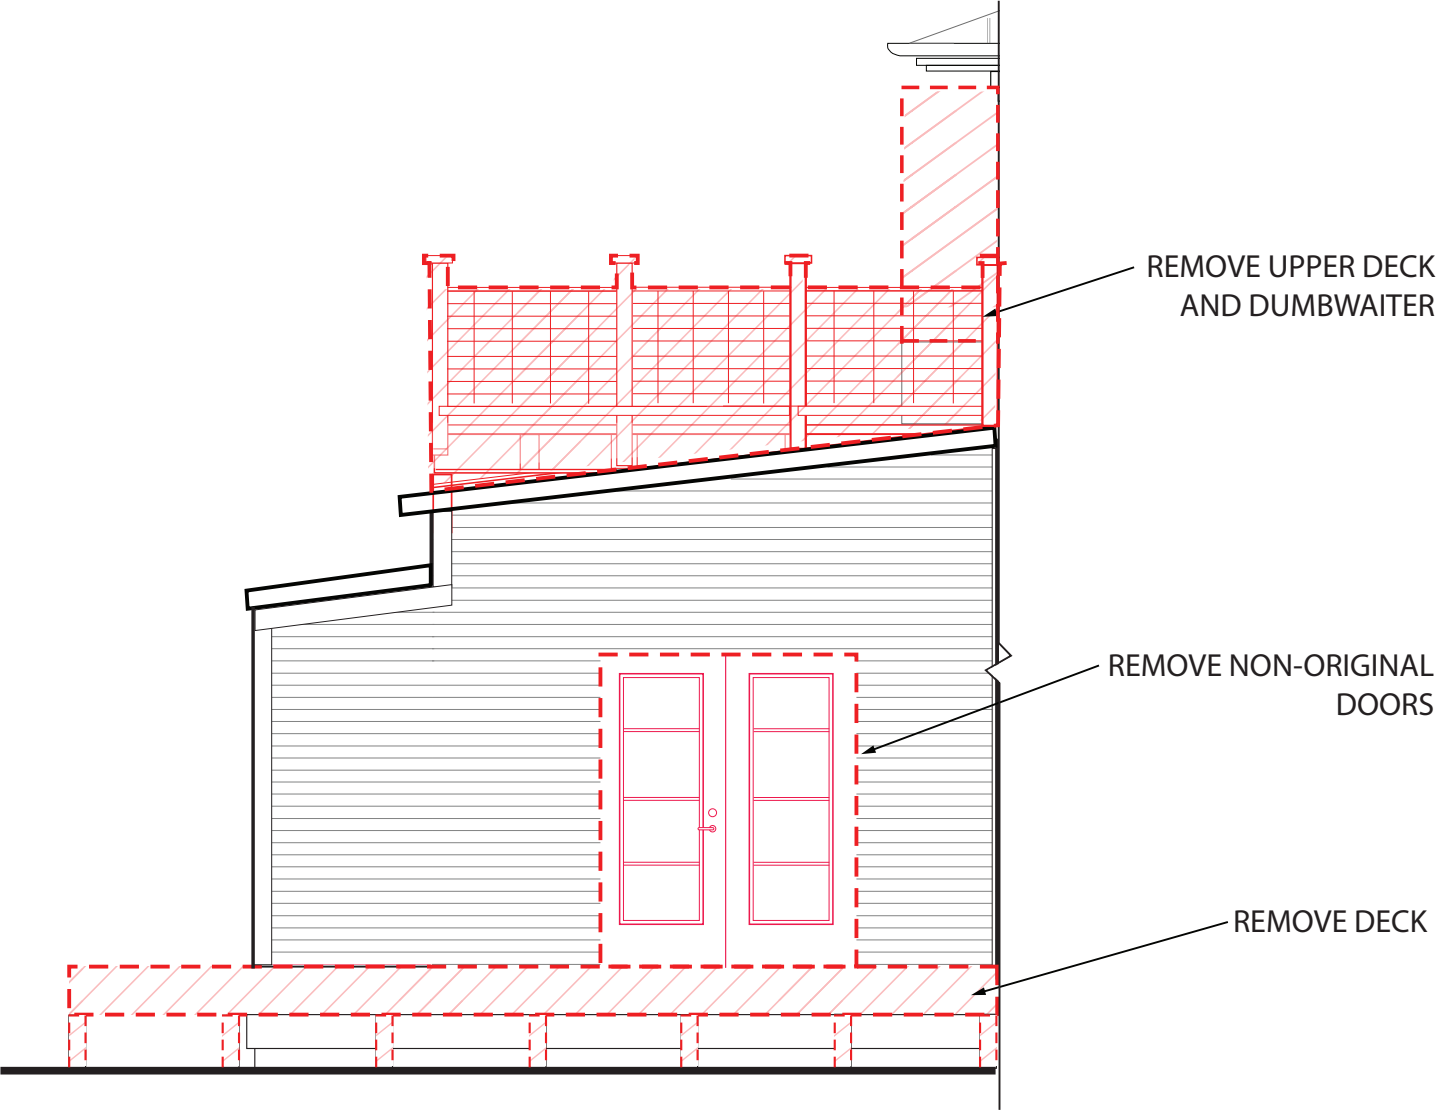 REMOVE UPPER DECK
AND DUMBWAITER
REMOVE NON-ORIGINAL
DOORS
REMOVE DECK